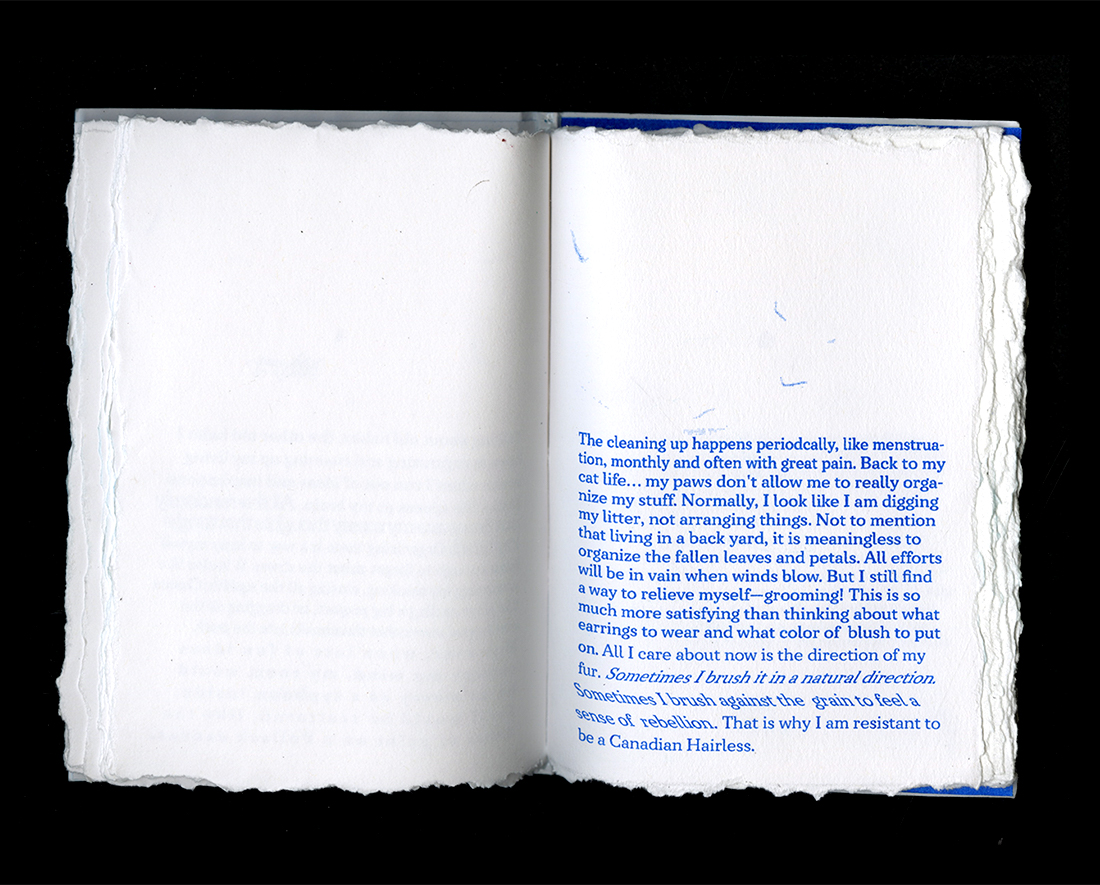 The cleaning up happens periodcally, like menstrua-
tion, monthly and often with great pain. Back to my
cat life... my paws don't allow me to really orga-
nize my stuff. Normally, I look like I am digging
my litter, not arranging things. Not to mention
that living in a back yard, it is meaningless to
organize the fallen leaves and petals. All efforts
will be in vain when winds blow. But I still find
a way to relieve myself—grooming! This is so
much more satisfying than thinking about what
earrings to wear and what color of blush to put
on. All I care about now is the direction of my
fur. Sometimes I brush it in a natural direction.
Sometimes I brush against the grain to feel a
sense of rebellion. That is why I am resistant to
be a Canadian Hairless.